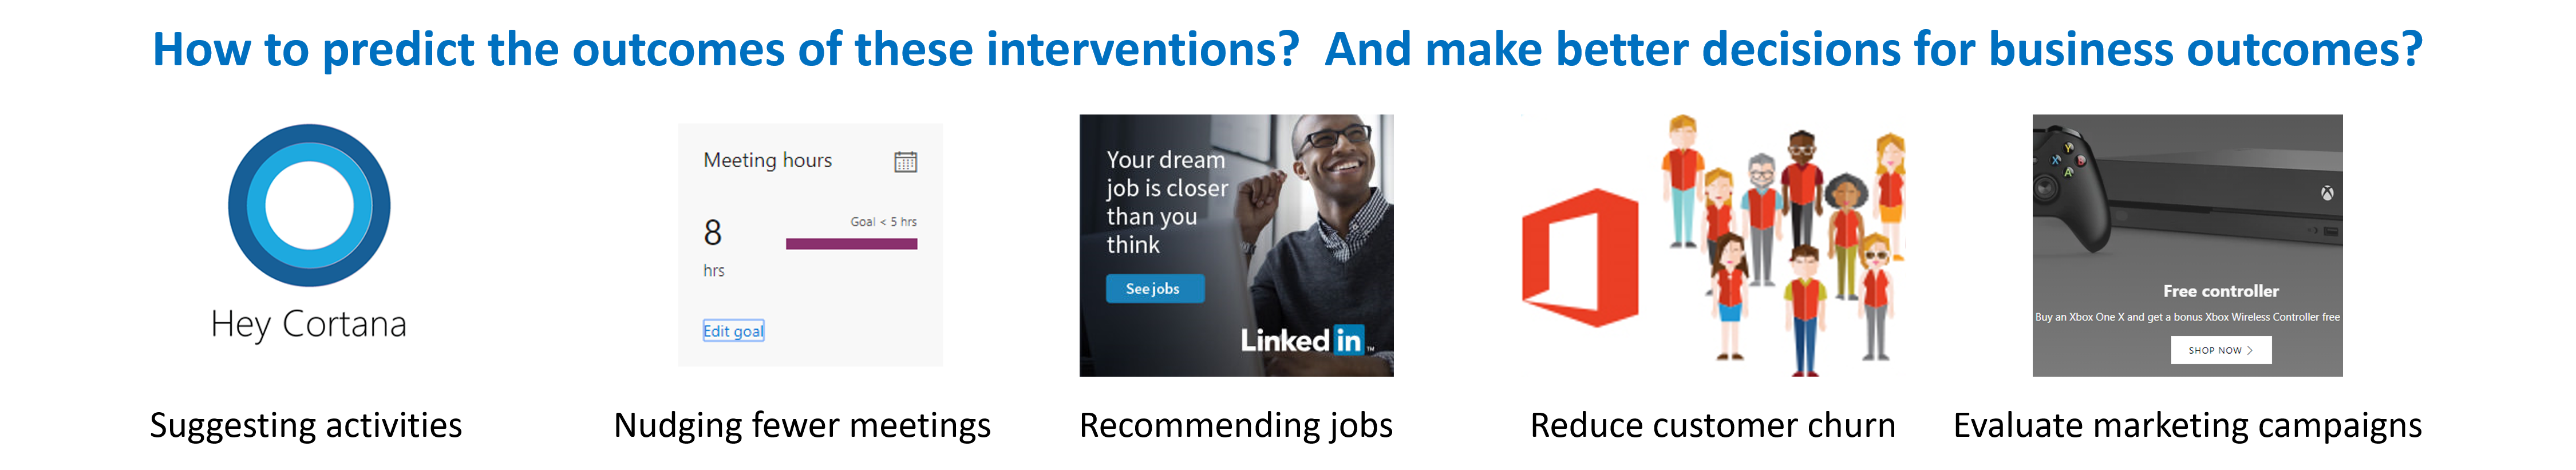 How to predict the outcomes of these interventions? And make better decisions for business outcomes?
Hey Cortana
Suggesting activities
Meeting hours
Goal < 5 hrs
8
hrs
Edit goal
Nudging fewer meetings
Your dream
job is closer
than you
think
See jobs
Linked in ™
Recommending jobs
Reduce customer churn
Free controller
Buy an Xbox One X and get a bonus Xbox Wireless Controller free
SHOP NOW >
Evaluate marketing campaigns